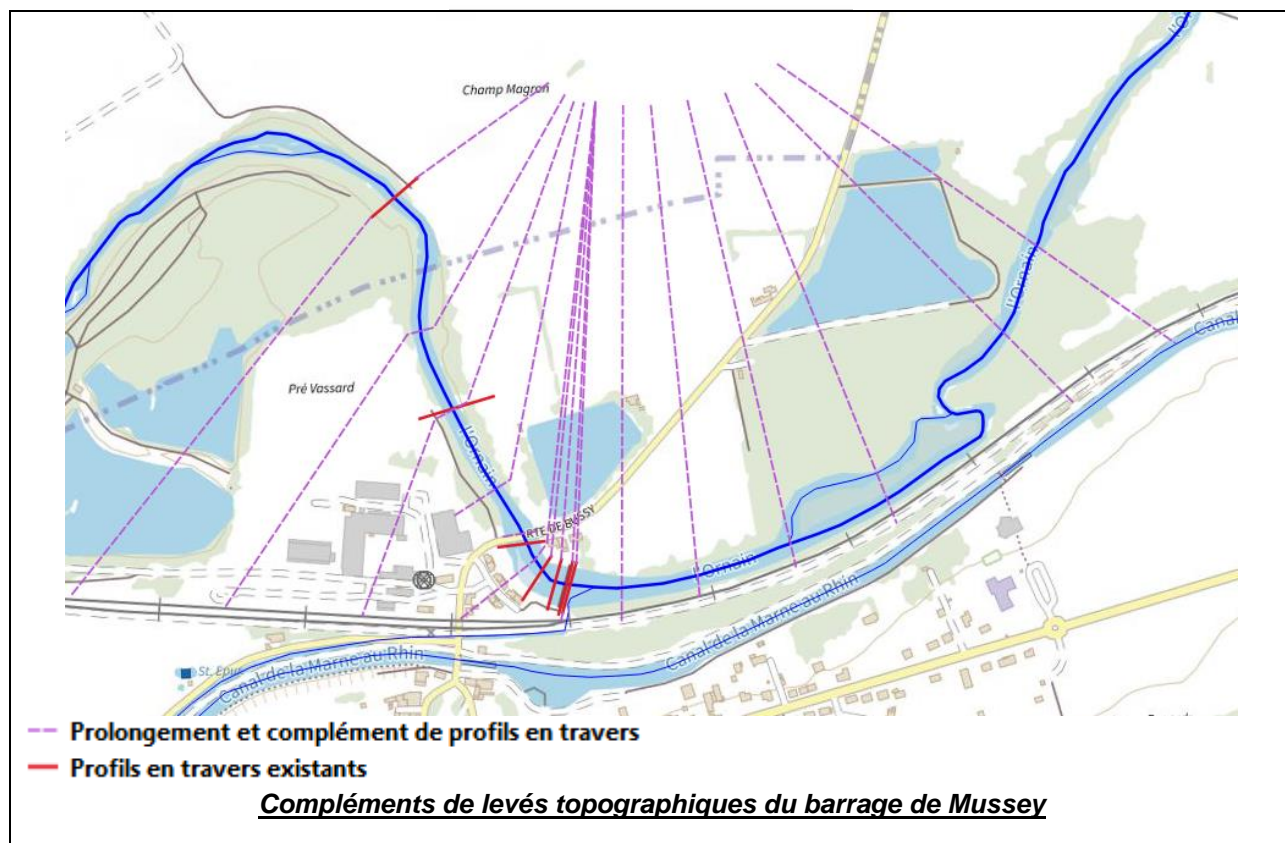 l'Or
Champ Magron
l'Ornain
Canal
Pré Vassard
l'Ornain
RTE DE BUSSY
l'Ornain
Canal de la Marne au Rhin
St. Epvre
Canal de la Marne au Rhin
Prolongement et complément de profils en travers
Profils en travers existants
Compléments de levés topographiques du barrage de Mussey